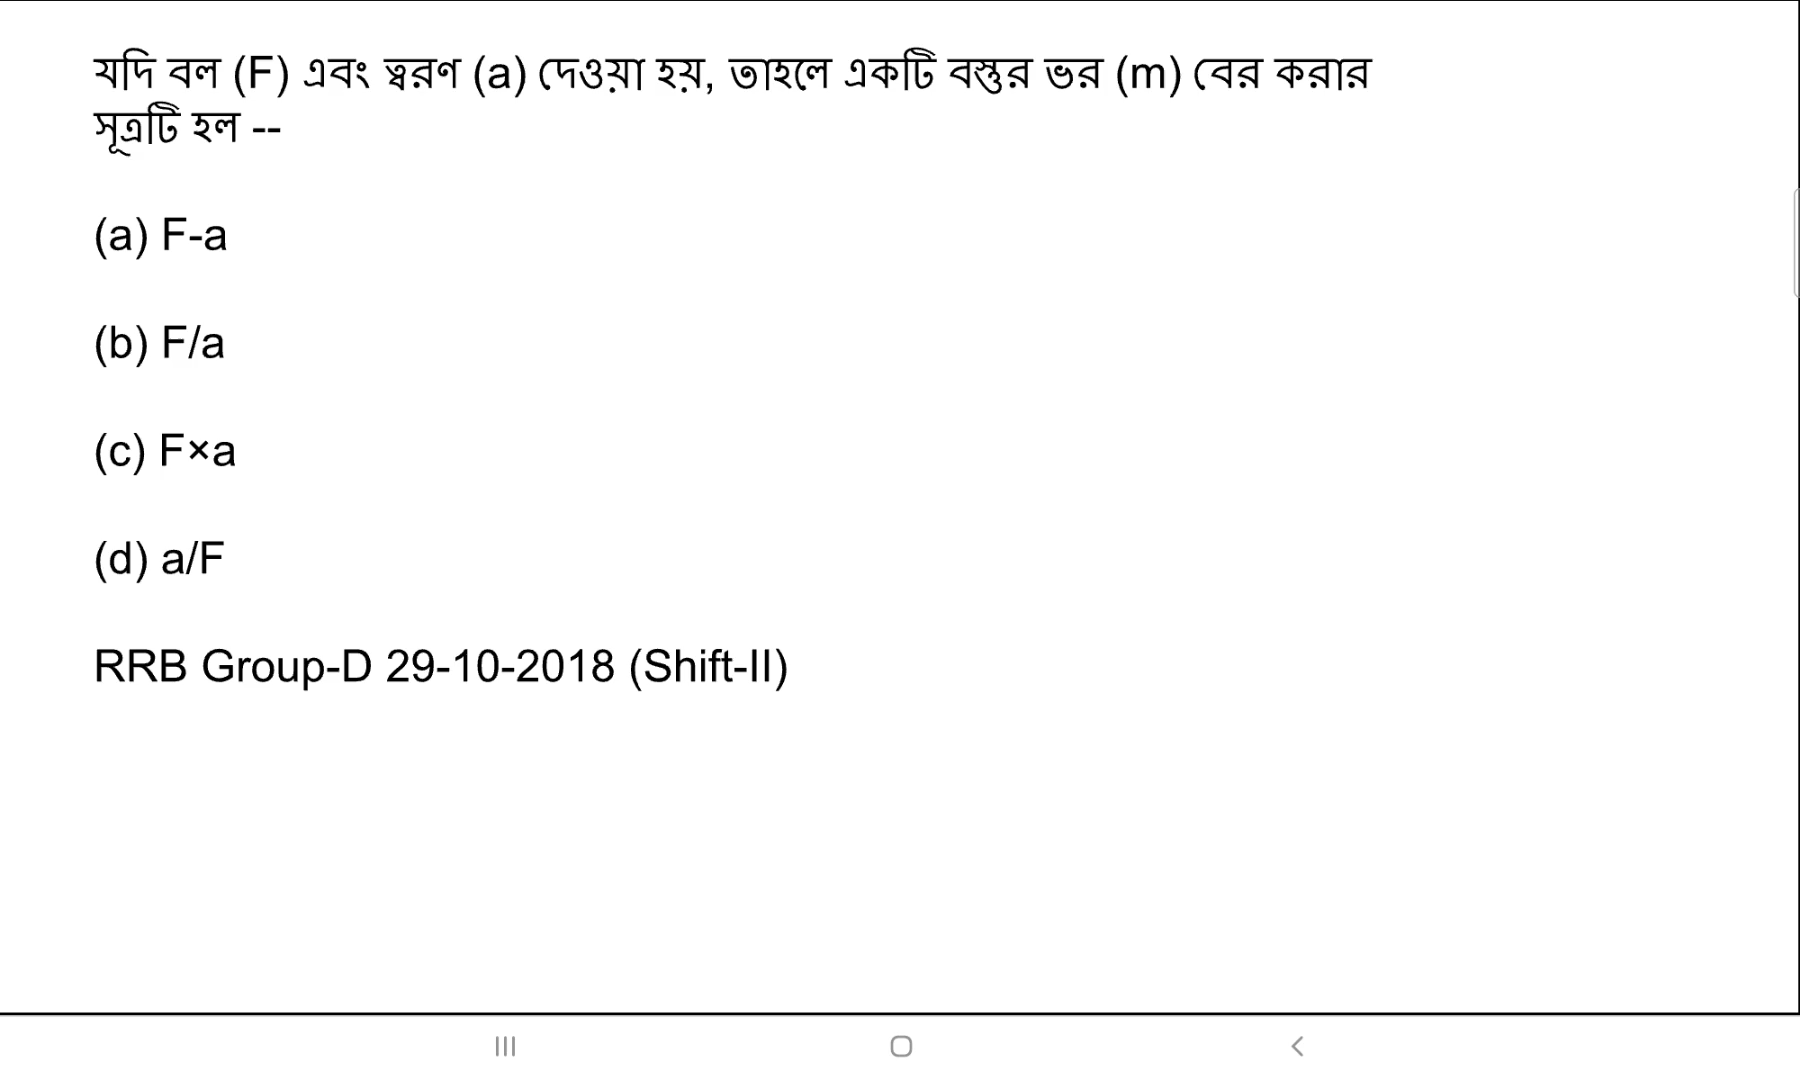 যদি বল (F) এবং ত্বরণ (a) দেওয়া হয়, তাহলে একটি বস্তুর ভর (m) বের করার
সূত্রটি হল --
(a) F-a
(b) F/a
(c) F×a
(d) a/F
RRB Group-D 29-10-2018 (Shift-II)